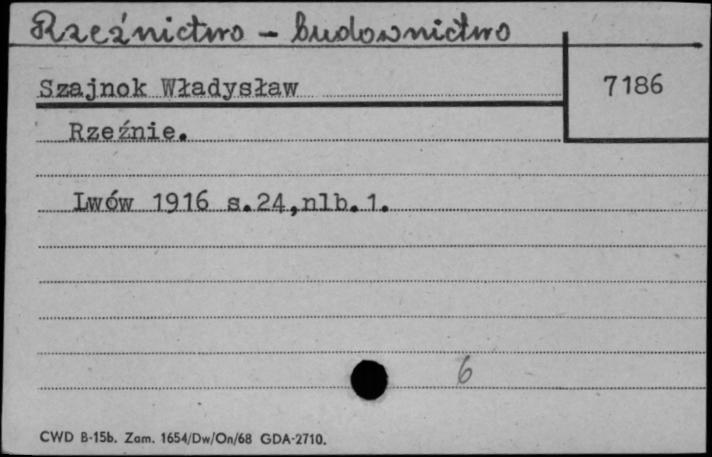 Rzeźnictwo - budownictwo
Szajnok Władysław
7186
Rzeźnie.
Lwów 1916 s.24,nlb.1.
6
CWD B-15b. Zam. 1654/Dw/On/68 GDA-2710.